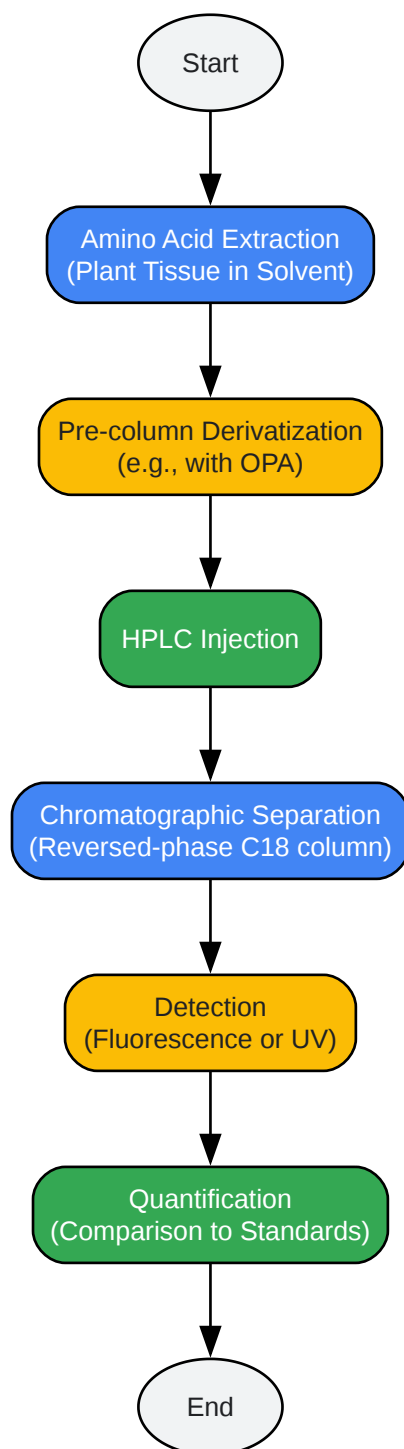 Start
Amino Acid Extraction
(Plant Tissue in Solvent)
Pre-column Derivatization
(e.g., with OPA)
HPLC Injection
Chromatographic Separation
(Reversed-phase C18 column)
Detection
(Fluorescence or UV)
Quantification
(Comparison to Standards)
End